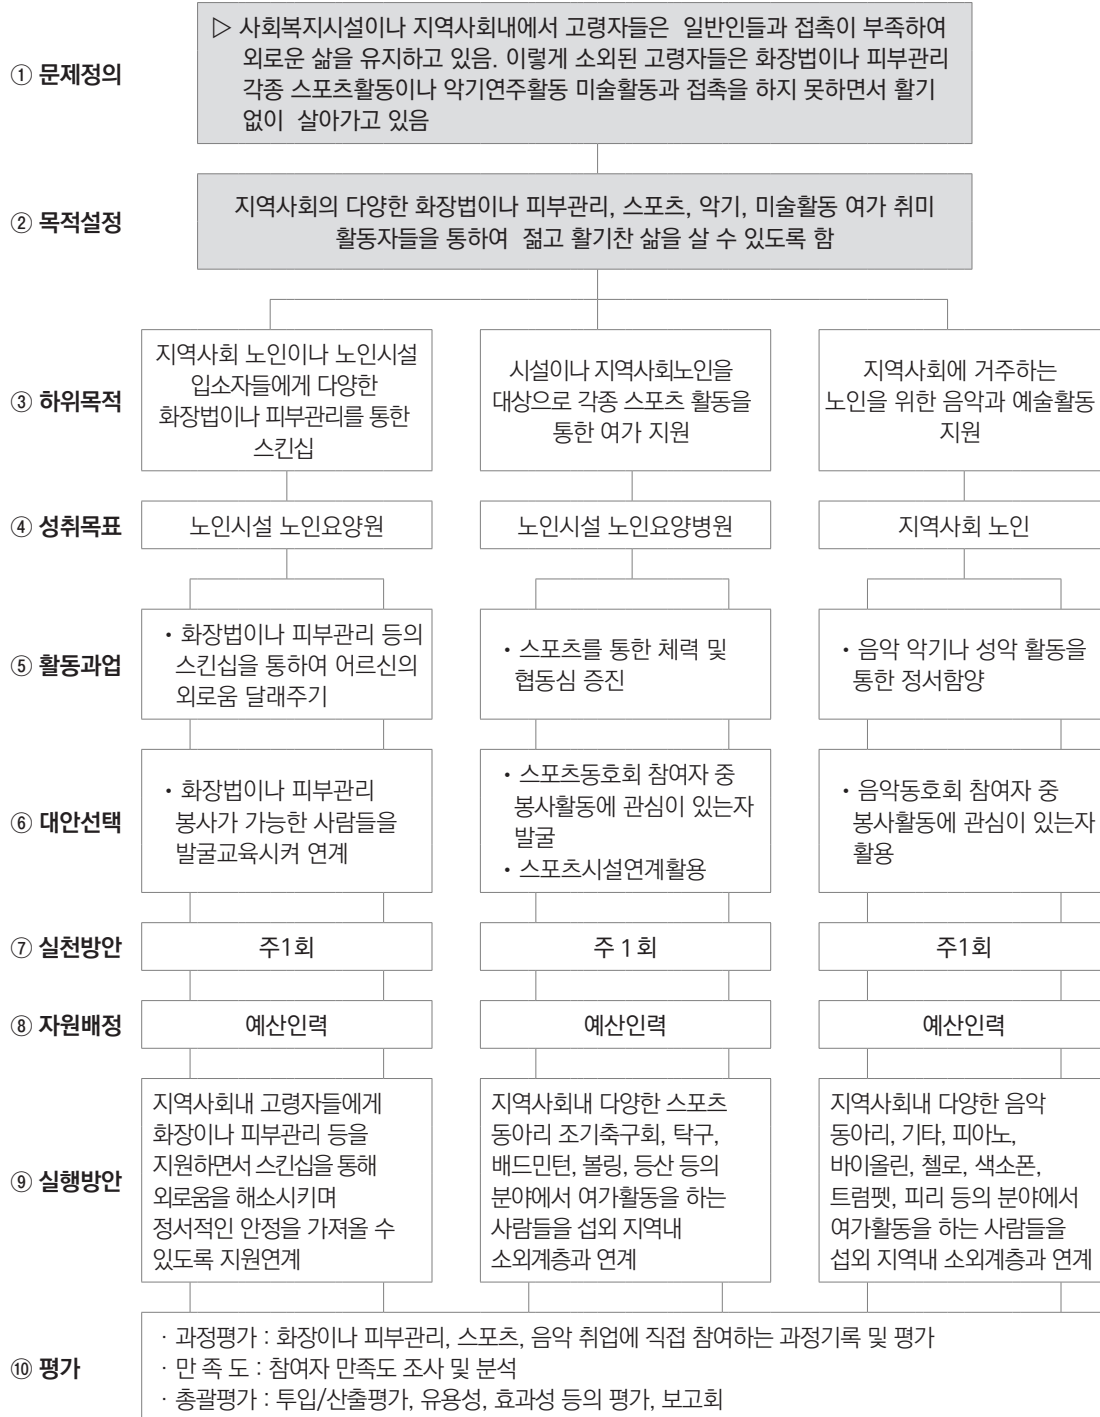 ① 문제정의
▷ 사회복지시설이나 지역사회내에서 고령자들은 일반인들과 접촉이 부족하여
외로운 삶을 유지하고 있음. 이렇게 소외된 고령자들은 화장법이나 피부관리
각종 스포츠활동이나 악기연주활동 미술활동과 접촉을 하지 못하면서 활기
없이 살아가고 있음
② 목적설정
지역사회의 다양한 화장법이나 피부관리, 스포츠, 악기, 미술활동 여가 취미
활동자들을 통하여 젊고 활기찬 삶을 살 수 있도록 함
③ 하위목적
지역사회 노인이나 노인시설
입소자들에게 다양한
화장법이나 피부관리를 통한
스킨십
시설이나 지역사회노인을
대상으로 각종 스포츠 활동을
통한 여가 지원
지역사회에 거주하는
노인을 위한 음악과 예술활동
지원
④ 성취목표
노인시설 노인요양원
노인시설 노인요양병원
지역사회 노인
⑤ 활동과업
• 화장법이나 피부관리 등의
스킨십을 통하여 어르신의
외로움 달래주기
• 스포츠를 통한 체력 및
협동심 증진
• 음악 악기나 성악 활동을
통한 정서함양
⑥ 대안선택
• 화장법이나 피부관리
봉사가 가능한 사람들을
발굴교육시켜 연계
• 스포츠동호회 참여자 중
봉사활동에 관심이 있는자
발굴
• 스포츠시설연계활용
• 음악동호회 참여자 중
봉사활동에 관심이 있는자
활용
⑦ 실천방안
주1회
주 1 회
주1회
⑧ 자원배정
예산인력
예산인력
예산인력
⑨ 실행방안
지역사회내 고령자들에게
화장이나 피부관리 등을
지원하면서 스킨십을 통해
외로움을 해소시키며
정서적인 안정을 가져올 수
있도록 지원연계
지역사회내 다양한 스포츠
동아리 조기축구회, 탁구,
배드민턴, 볼링, 등산 등의
분야에서 여가활동을 하는
사람들을 섭외 지역내
소외계층과 연계
지역사회내 다양한 음악
동아리, 기타, 피아노,
바이올린, 첼로, 색소폰,
트럼펫, 피리 등의 분야에서
여가활동을 하는 사람들을
섭외 지역내 소외계층과 연계
⑩ 평가
· 과정평가 : 화장이나 피부관리, 스포츠, 음악 취업에 직접 참여하는 과정기록 및 평가
· 만 족 도 : 참여자 만족도 조사 및 분석
· 총괄평가 : 투입/산출평가, 유용성, 효과성 등의 평가, 보고회